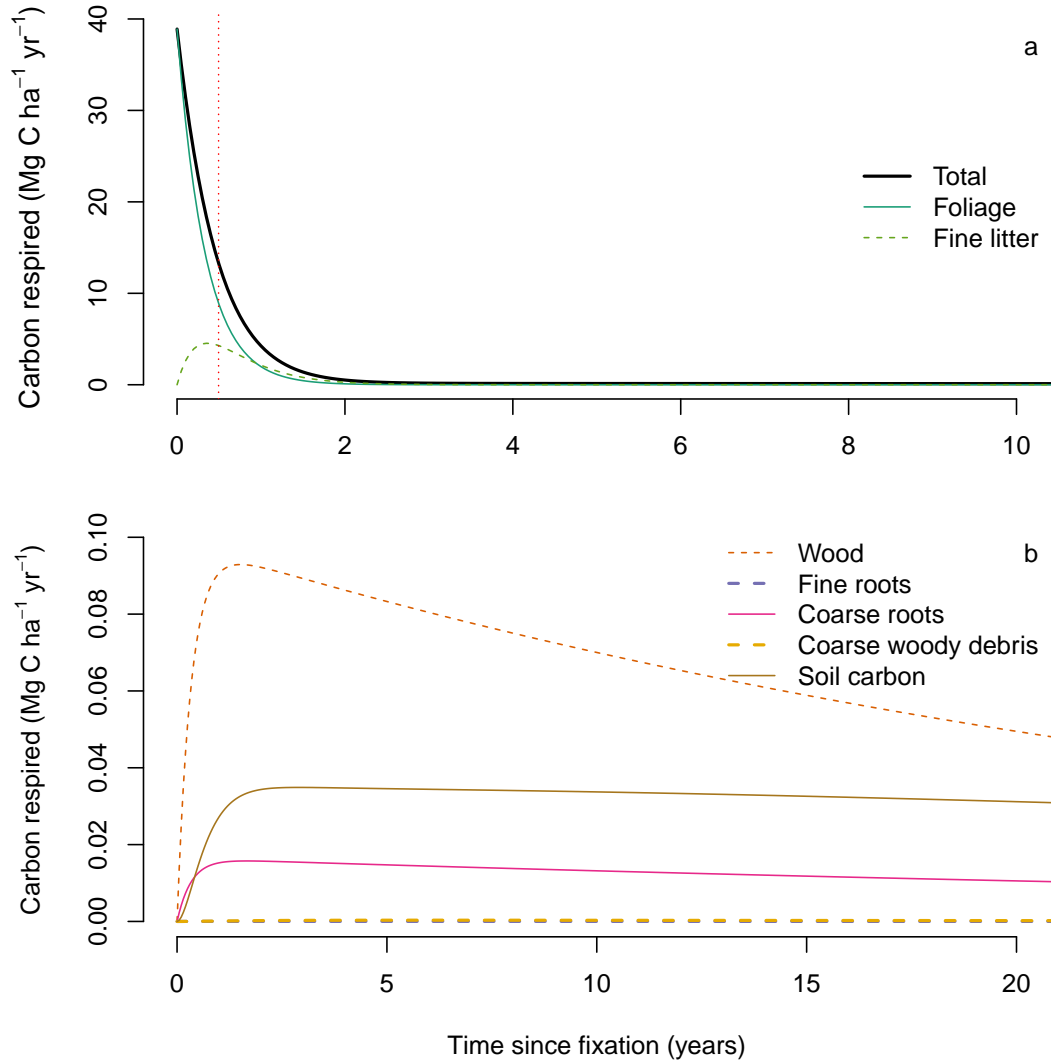 a
Carbon respired (Mg C ha⁻¹ yr⁻¹)
40
30
20
10
0
Total
Foliage
Fine litter
0 2 4 6 8 10
b
Carbon respired (Mg C ha⁻¹ yr⁻¹)
0.10
0.08
0.06
0.04
0.02
0.00
Wood
Fine roots
Coarse roots
Coarse woody debris
Soil carbon
0 5 10 15 20
Time since fixation (years)